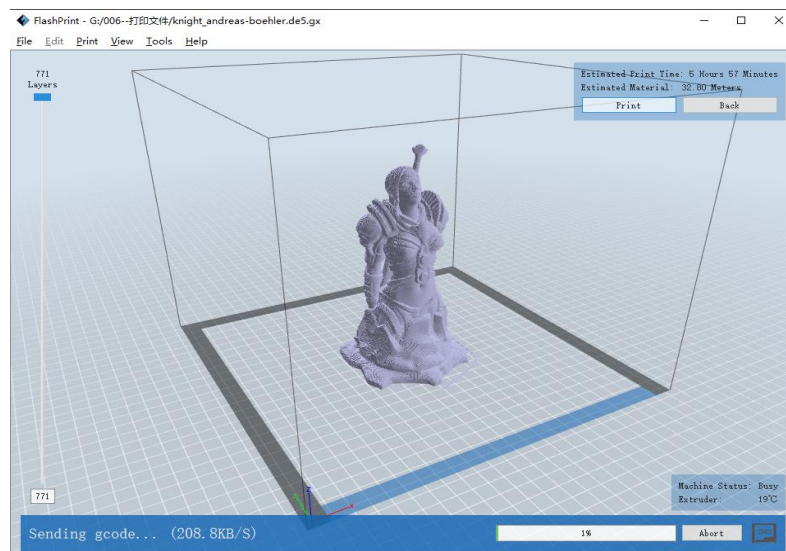 FlashPrint - G:/006--打印文件/knight_andreas-boehler.de5.gx
File Edit Print View Tools Help
771
Layers
Estimated Print Time: 5 Hours 57 Minutes
Estimated Material: 32.80 Meters
Print Back
771
Machine Status: Busy
Extruder: 19℃
Sending gcode... (208.8KB/S)
1%
Abort